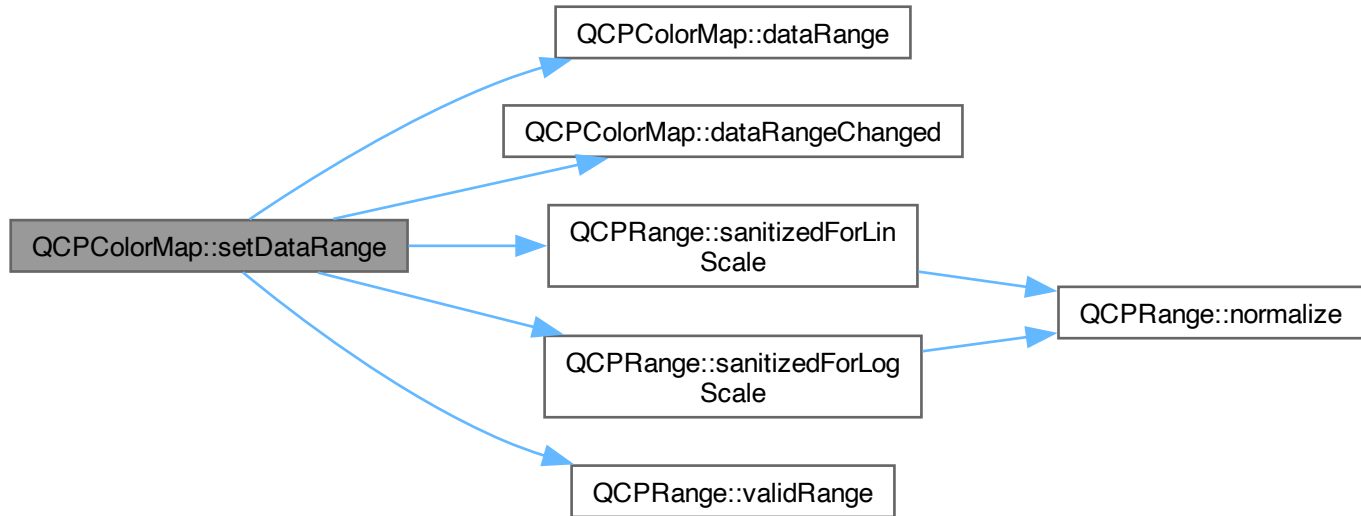 QCPColorMap::dataRange
QCPColorMap::dataRangeChanged
QCPColorMap::setDataRange
QCPRange::sanitizedForLin
Scale
QCPRange::normalize
QCPRange::sanitizedForLog
Scale
QCPRange::validRange